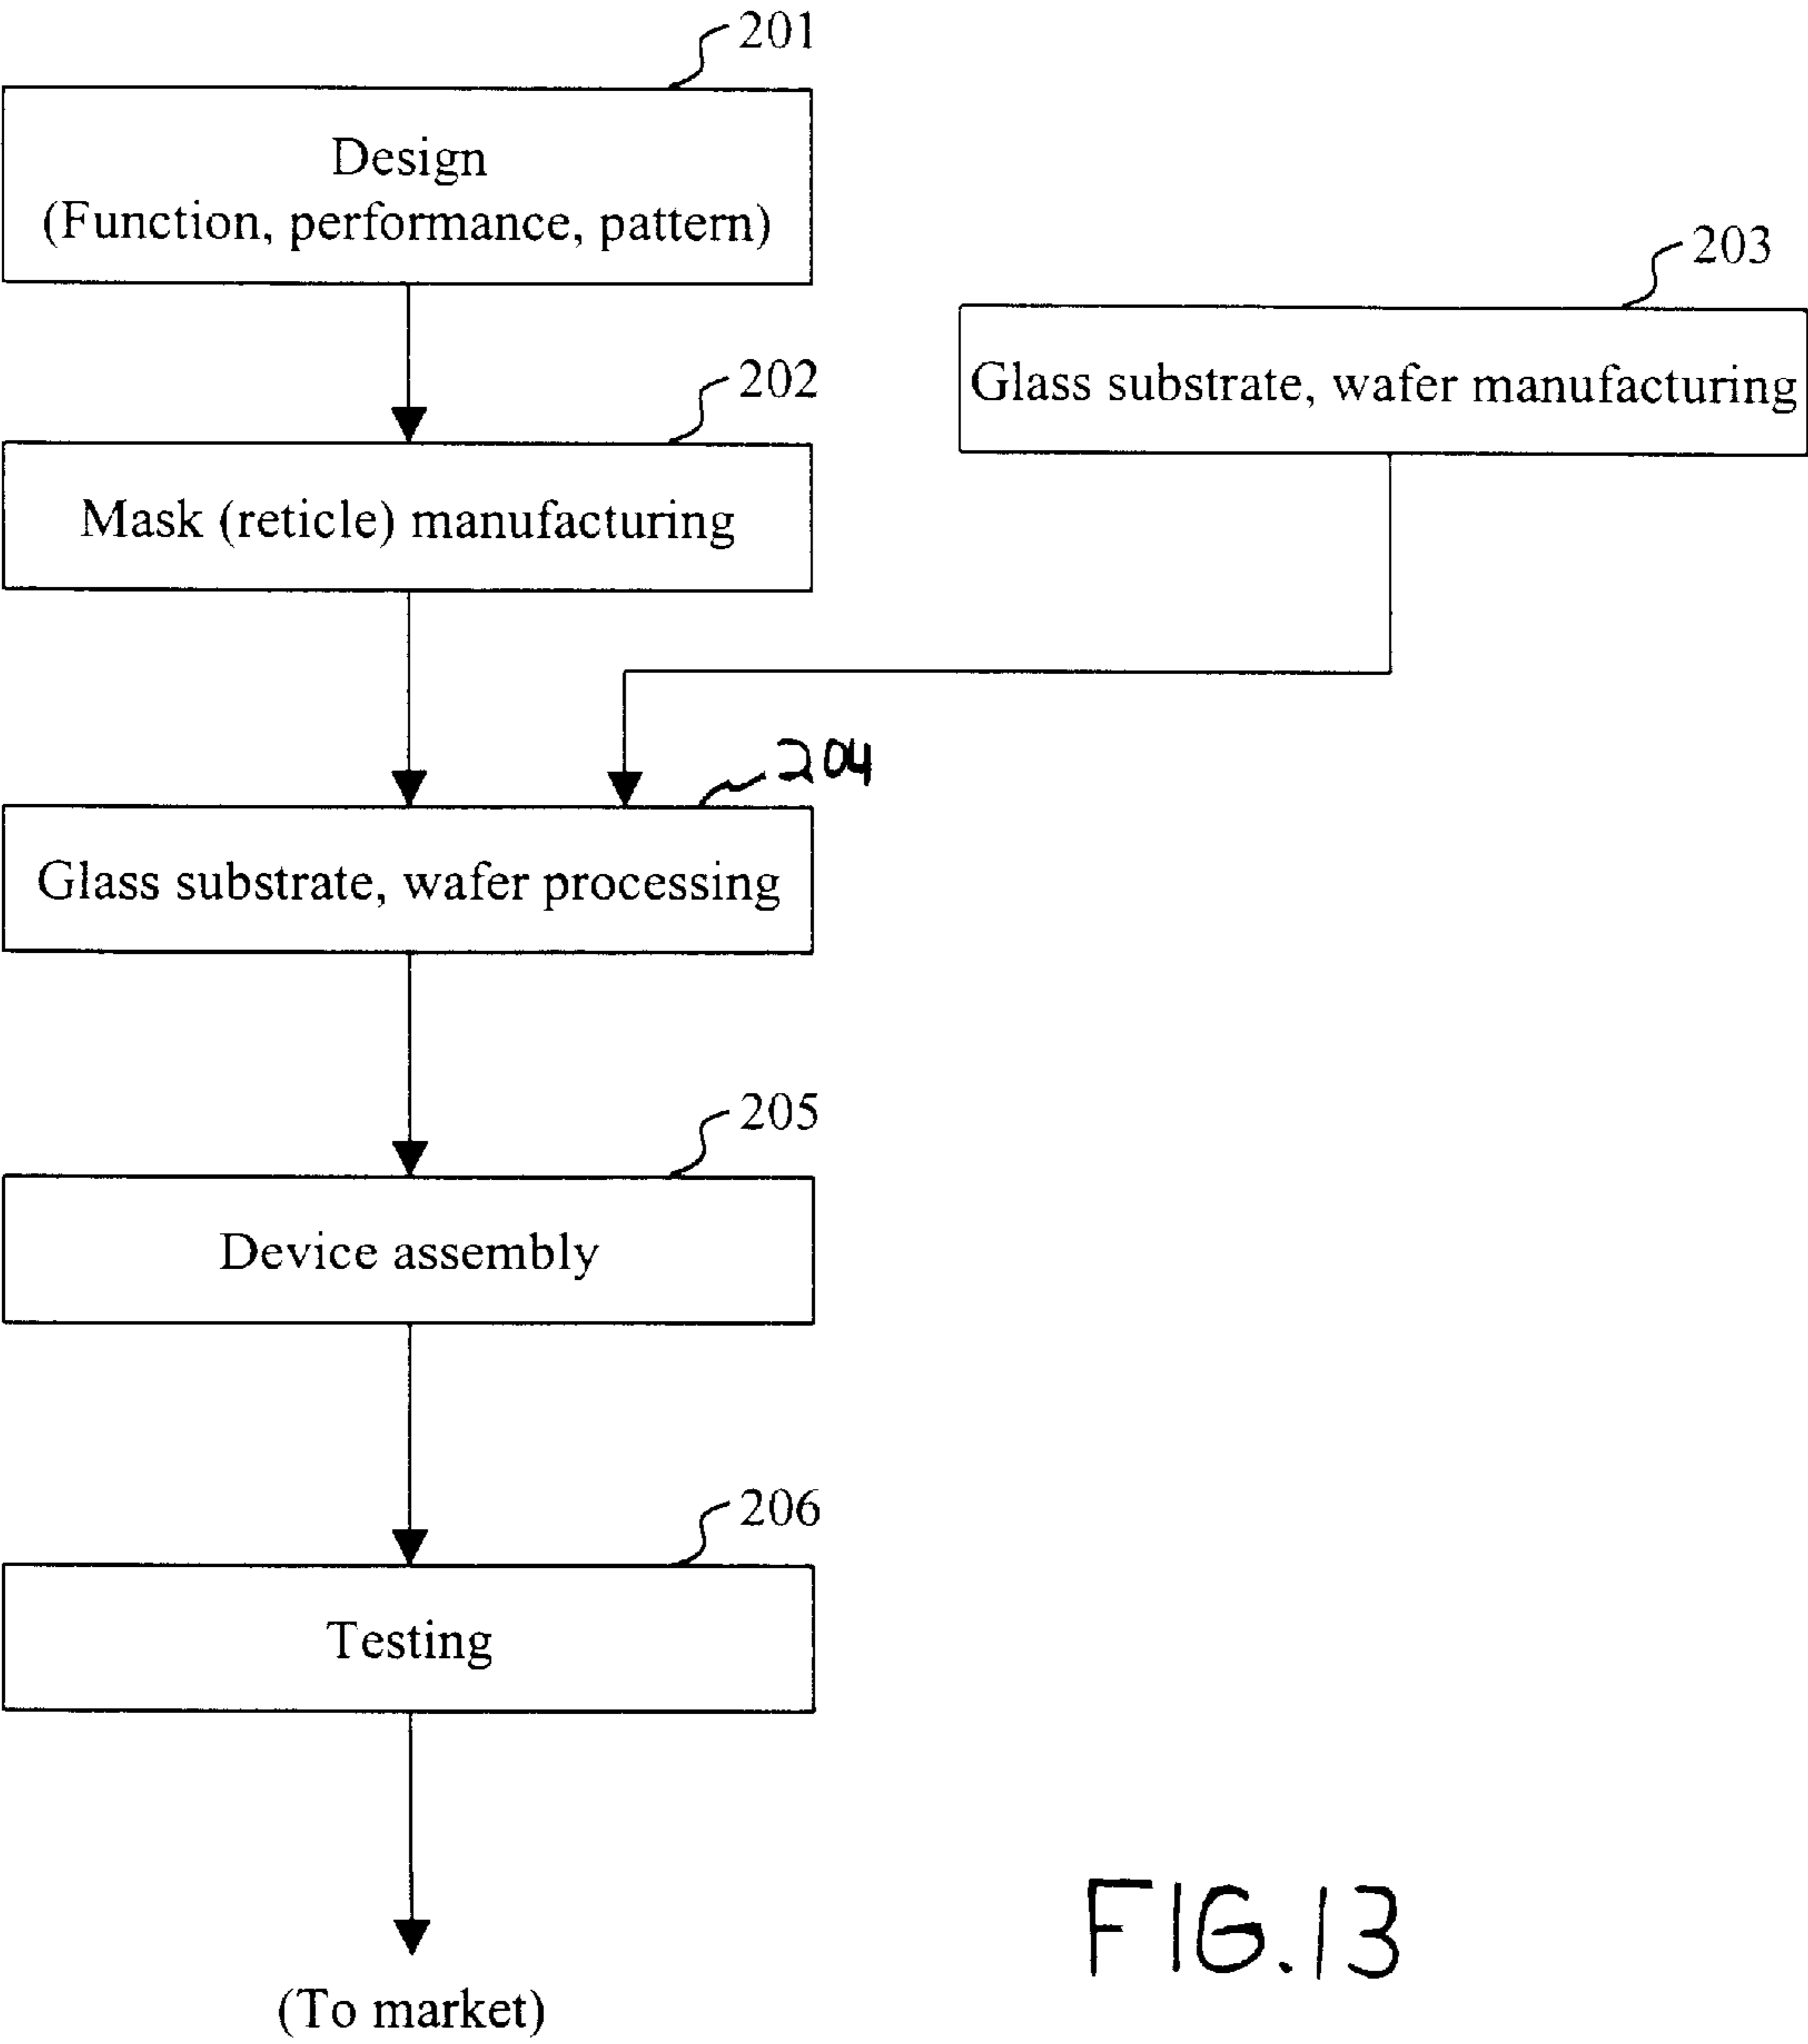 201
Design
(Function, performance, pattern)
203
Glass substrate, wafer manufacturing
202
Mask (reticle) manufacturing
204
Glass substrate, wafer processing
205
Device assembly
206
Testing
(To market)
FIG.13